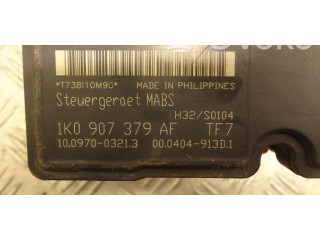 *T738I10M90*
MADE IN PHILIPPINES
Steuergeraet MABS
H32/S0104
1K0 907 379 AF TF7
10.0970-0321.3 00.0404-913D.1